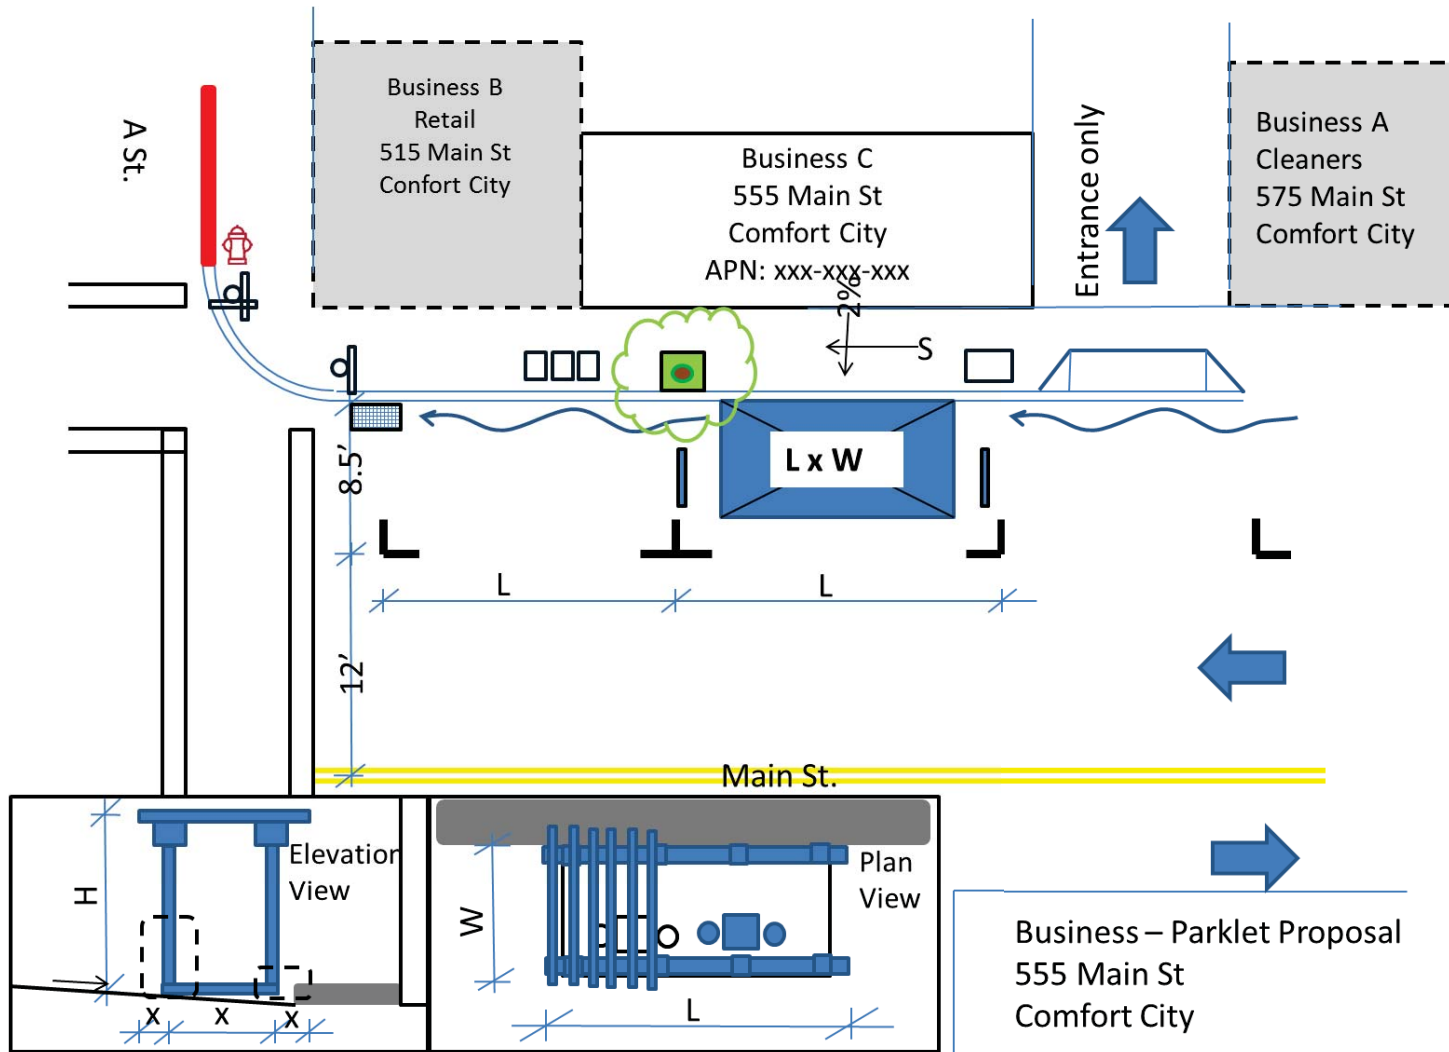 A St.
Business B
Retail
515 Main St
Confort City
Business C
555 Main St
Comfort City
APN: xxx-xxx-xxx
Entrance only
Business A
Cleaners
575 Main St
Comfort City
2%
S
L x W
8.5’
L
L
12’
Main St.
Elevation
View
H
x
x
x
Plan
View
W
L
Business – Parklet Proposal
555 Main St
Comfort City